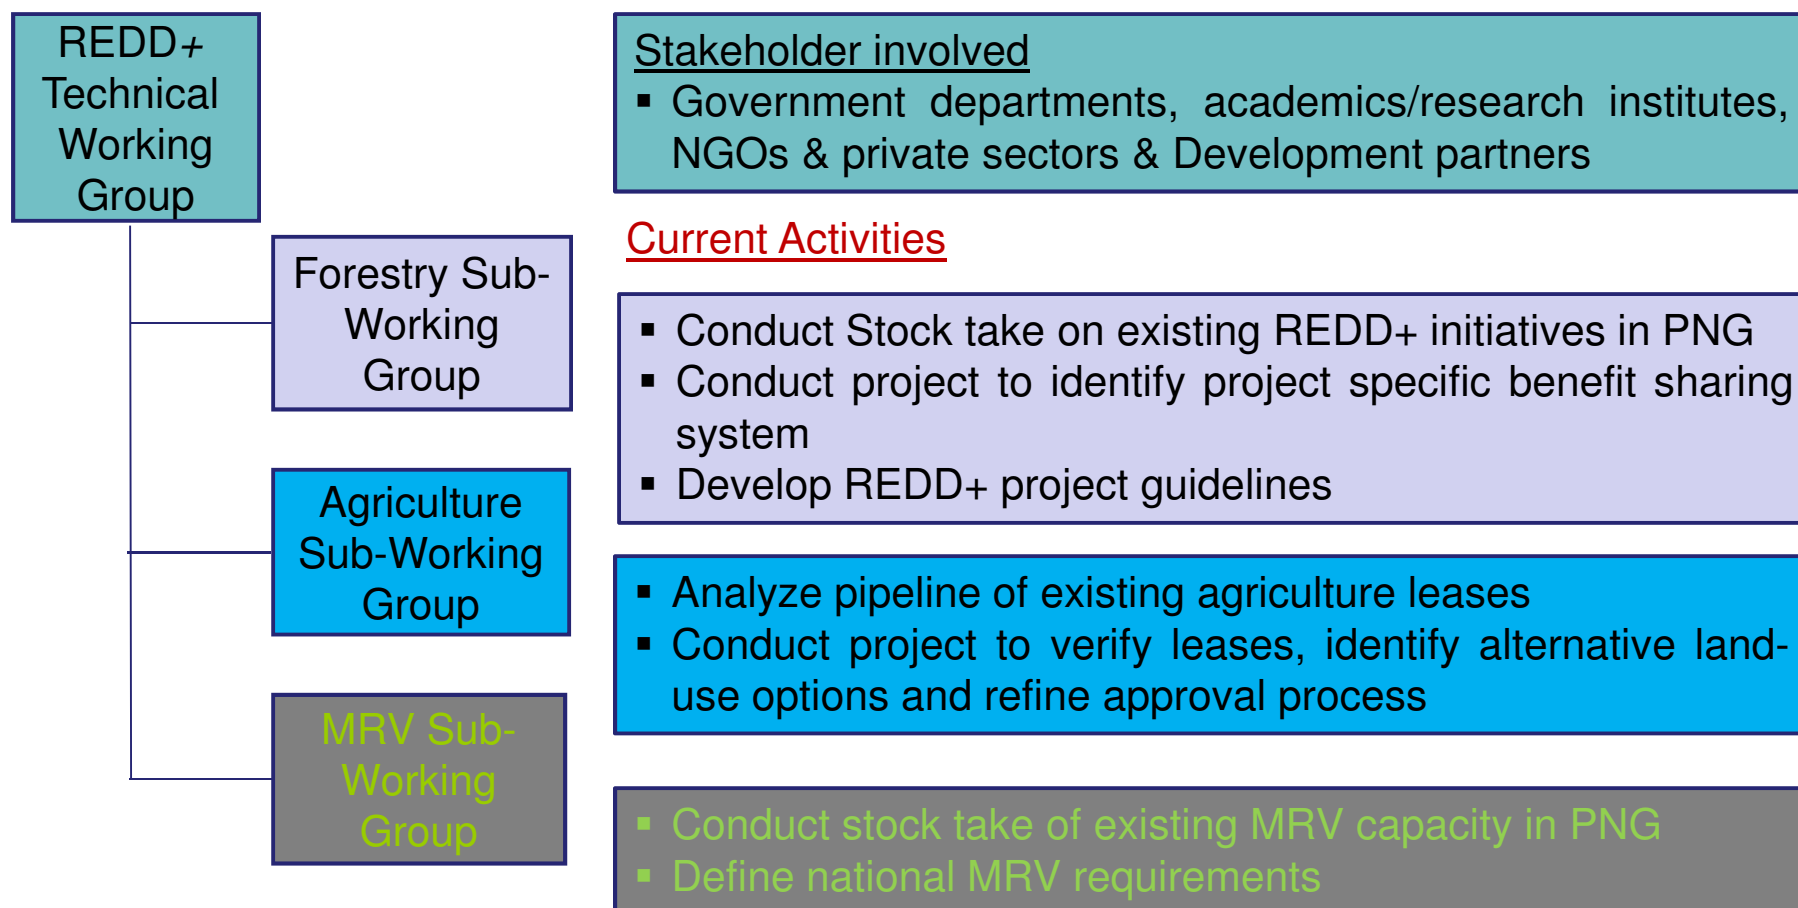 REDD+
Technical
Working
Group
Stakeholder involved
▪ Government departments, academics/research institutes,
NGOs & private sectors & Development partners
Current Activities
Forestry Sub-
Working
Group
▪ Conduct Stock take on existing REDD+ initiatives in PNG
▪ Conduct project to identify project specific benefit sharing
system
▪ Develop REDD+ project guidelines
Agriculture
Sub-Working
Group
▪ Analyze pipeline of existing agriculture leases
▪ Conduct project to verify leases, identify alternative land-
use options and refine approval process
MRV Sub-
Working
Group
▪ Conduct stock take of existing MRV capacity in PNG
▪ Define national MRV requirements